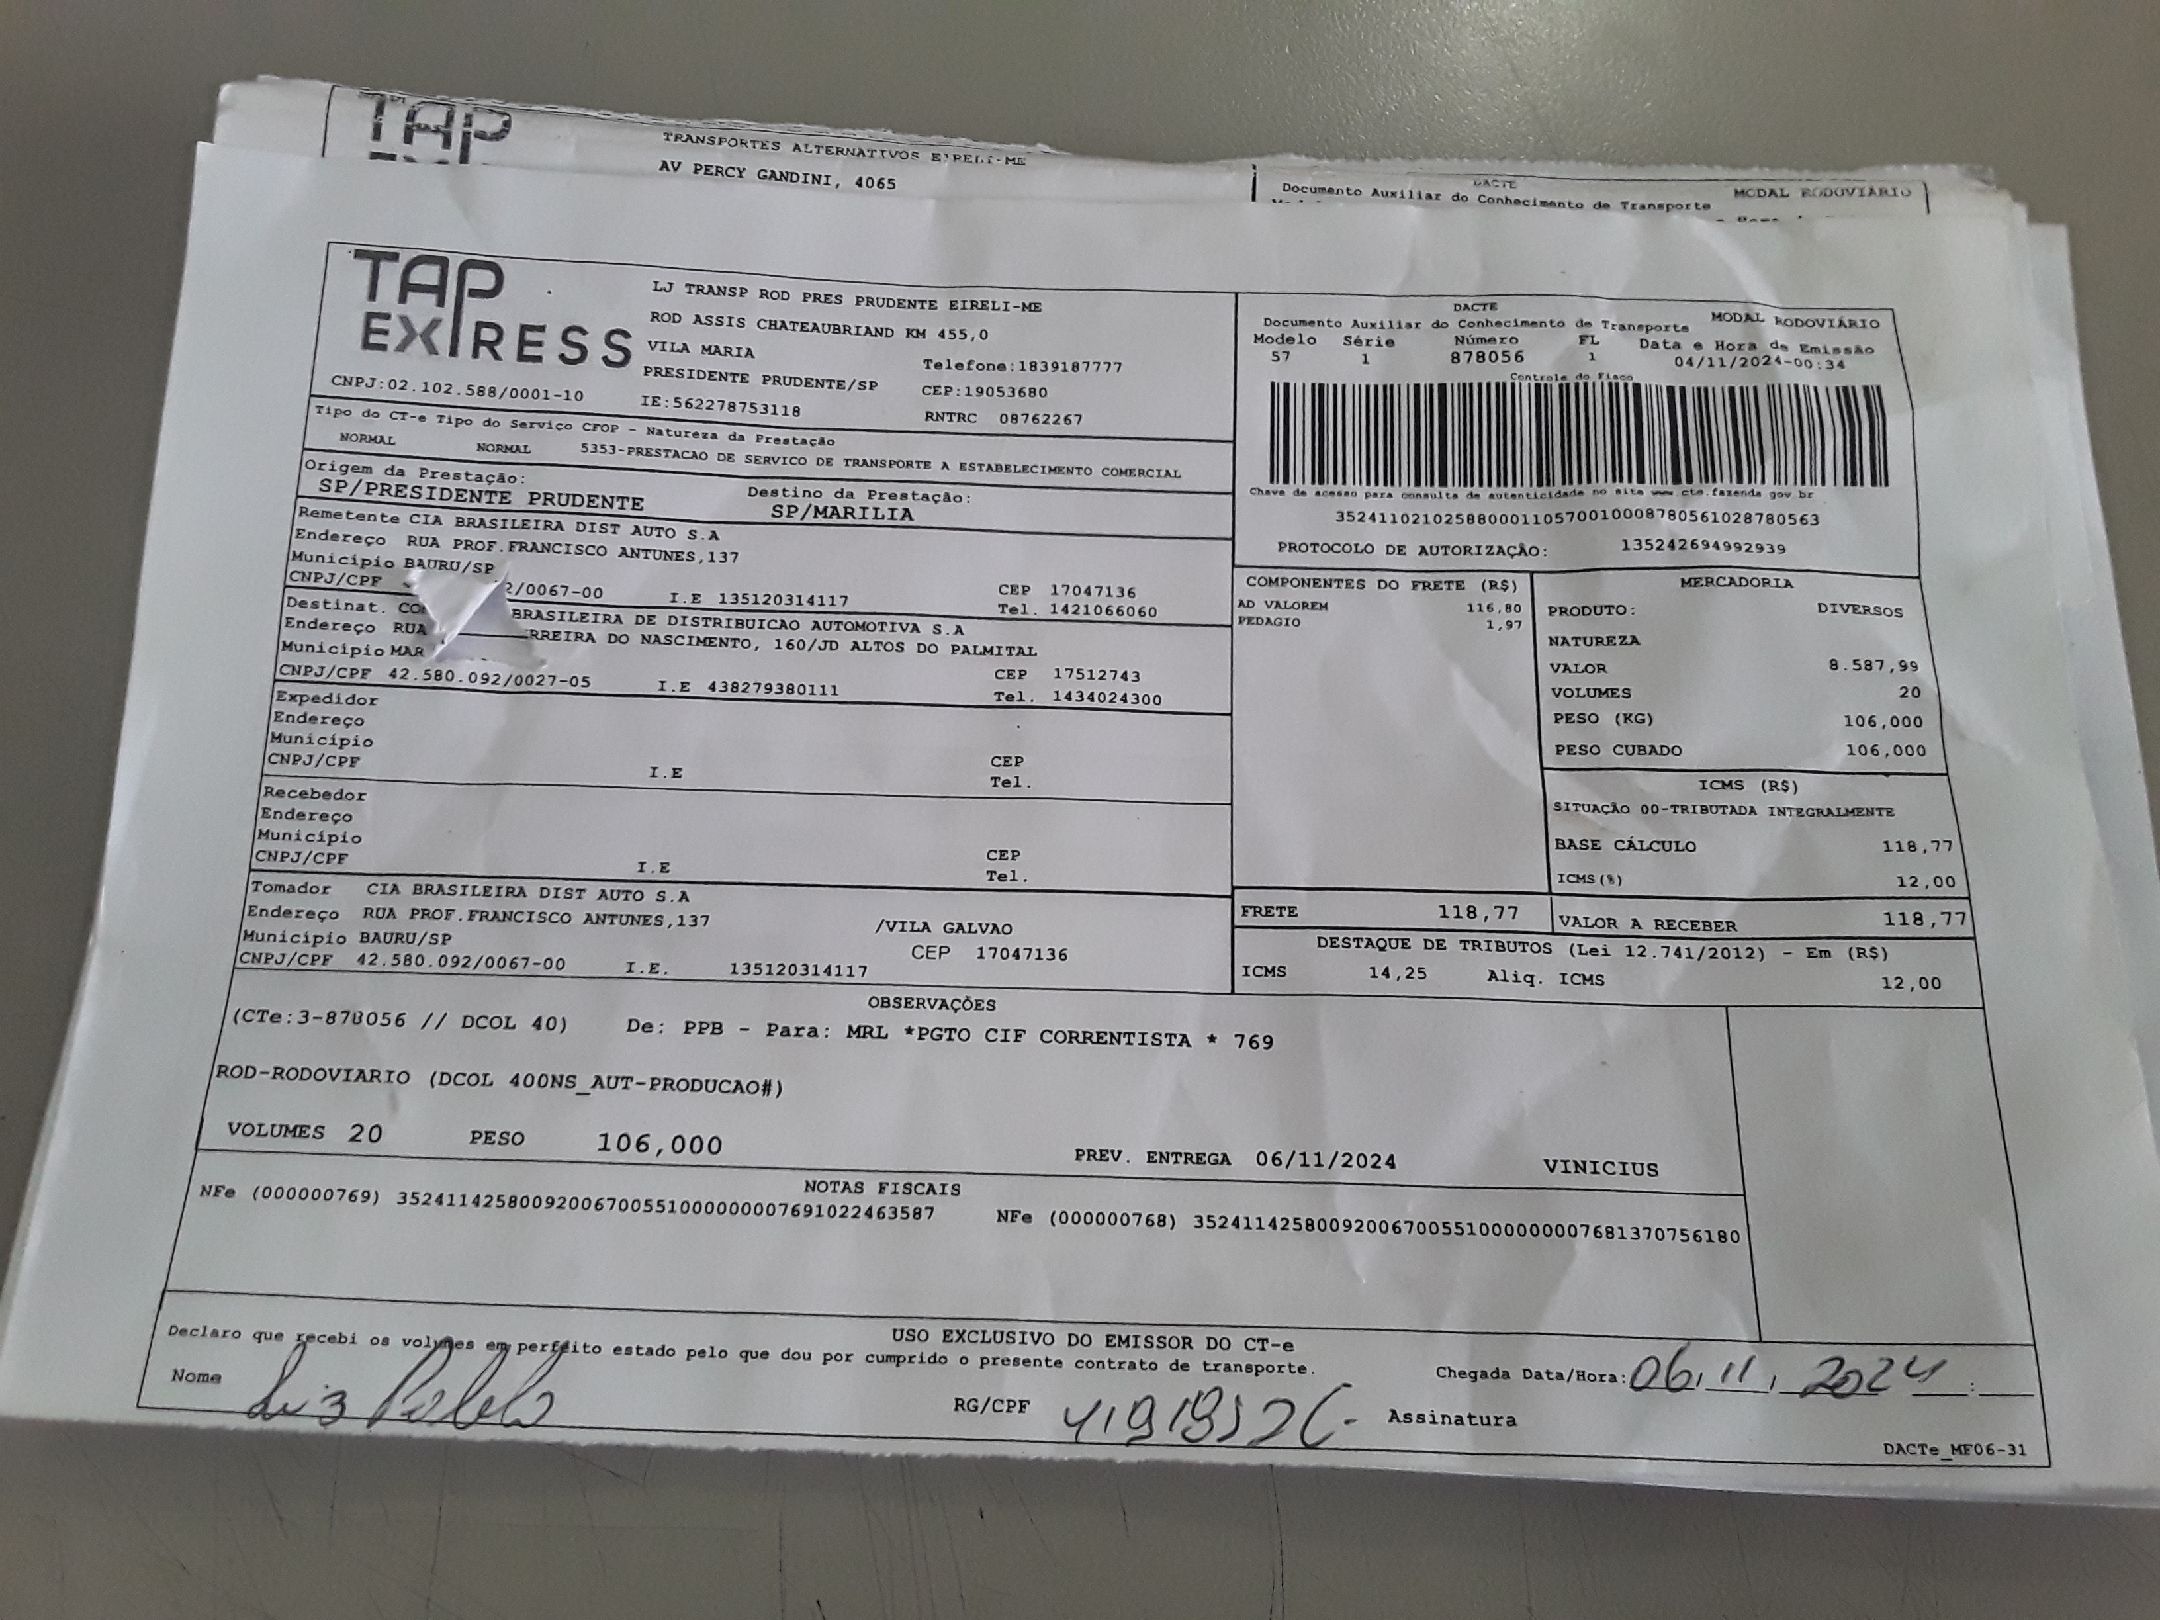 TAP
TRANSPORTES ALTERNATIVOS EIRELI-ME
AV PERCY GANDINI, 4065
DACTE
Documento Auxiliar do Conhecimento de Transporte
MODAL RODOVIÁRIO
TAP EXPRESS
CNPJ:02.102.588/0001-10
LJ TRANSP ROD PRES PRUDENTE EIRELI-ME
ROD ASSIS CHATEAUBRIAND KM 455,0
VILA MARIA
Telefone:1839187777
PRESIDENTE PRUDENTE/SP
CEP:19053680
IE:562278753118
RNTRC 08762267
DACTE
Documento Auxiliar do Conhecimento de Transporte
MODAL RODOVIÁRIO
Modelo Série Número FL Data e Hora de Emissão
57 1 878056 1 04/11/2024-00:34
Controle do Fisco
Chave de acesso para consulta de autenticidade no site www.cte.fazenda gov.br
35241102102588000110570010008780561028780563
PROTOCOLO DE AUTORIZAÇÃO: 135242694992939
Tipo do CT-e Tipo do Serviço CFOP - Natureza da Prestação
NORMAL NORMAL 5353-PRESTACAO DE SERVICO DE TRANSPORTE A ESTABELECIMENTO COMERCIAL
Origem da Prestação: Destino da Prestação:
SP/PRESIDENTE PRUDENTE SP/MARILIA
Remetente CIA BRASILEIRA DIST AUTO S.A
Endereço RUA PROF.FRANCISCO ANTUNES,137
Município BAURU/SP CEP 17047136
CNPJ/CPF 2/0067-00 I.E 135120314117 Tel. 1421066060
Destinat. BRASILEIRA DE DISTRIBUICAO AUTOMOTIVA S.A
Endereço RUA RREIRA DO NASCIMENTO, 160/JD ALTOS DO PALMITAL
Município MAR CEP 17512743
CNPJ/CPF 42.580.092/0027-05 I.E 438279380111 Tel. 1434024300
Expedidor
Endereço
Município CEP
CNPJ/CPF I.E Tel.
Recebedor
Endereço
Município CEP
CNPJ/CPF I.E Tel.
Tomador CIA BRASILEIRA DIST AUTO S.A
Endereço RUA PROF.FRANCISCO ANTUNES,137 /VILA GALVAO
Município BAURU/SP CEP 17047136
CNPJ/CPF 42.580.092/0067-00 I.E. 135120314117
COMPONENTES DO FRETE (R$)
AD VALOREM 116,80
PEDAGIO 1,97
MERCADORIA
PRODUTO: DIVERSOS
NATUREZA
VALOR 8.587,99
VOLUMES 20
PESO (KG) 106,000
PESO CUBADO 106,000
ICMS (R$)
SITUAÇÃO 00-TRIBUTADA INTEGRALMENTE
BASE CÁLCULO 118,77
ICMS(%) 12,00
FRETE 118,77 VALOR A RECEBER 118,77
DESTAQUE DE TRIBUTOS (Lei 12.741/2012) - Em (R$)
ICMS 14,25 Aliq. ICMS 12,00
OBSERVAÇÕES
(CTe:3-878056 // DCOL 40) De: PPB - Para: MRL *PGTO CIF CORRENTISTA * 769
ROD-RODOVIARIO (DCOL 400NS_AUT-PRODUCAO#)
VOLUMES 20 PESO 106,000 PREV. ENTREGA 06/11/2024 VINICIUS
NOTAS FISCAIS
NFe (000000769) 35241142580092006700551000000007691022463587 NFe (000000768) 35241142580092006700551000000007681370756180
USO EXCLUSIVO DO EMISSOR DO CT-e
Declaro que recebi os volumes em perfeito estado pelo que dou por cumprido o presente contrato de transporte.
Chegada Data/Hora: 06/11/2024 :
Nome RG/CPF Assinatura
DACTe_MF06-31